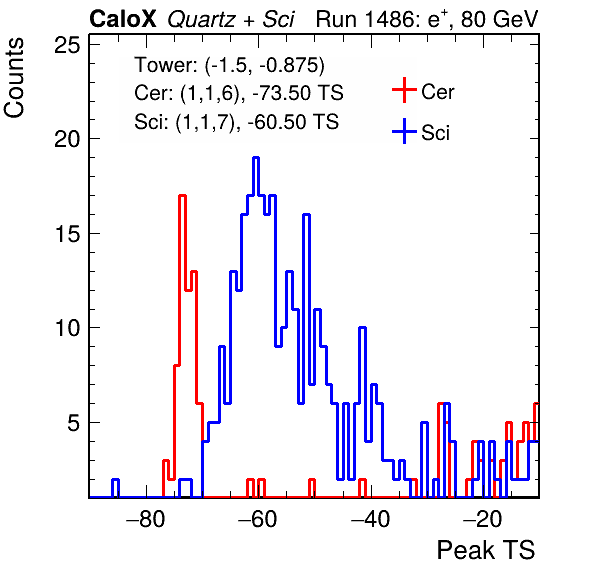 CaloX Quartz + Sci Run 1486: e⁺, 80 GeV
Counts
25
20
15
10
5
Tower: (-1.5, -0.875)
Cer: (1,1,6), -73.50 TS
Sci: (1,1,7), -60.50 TS
Cer
Sci
−80 −60 −40 −20
Peak TS